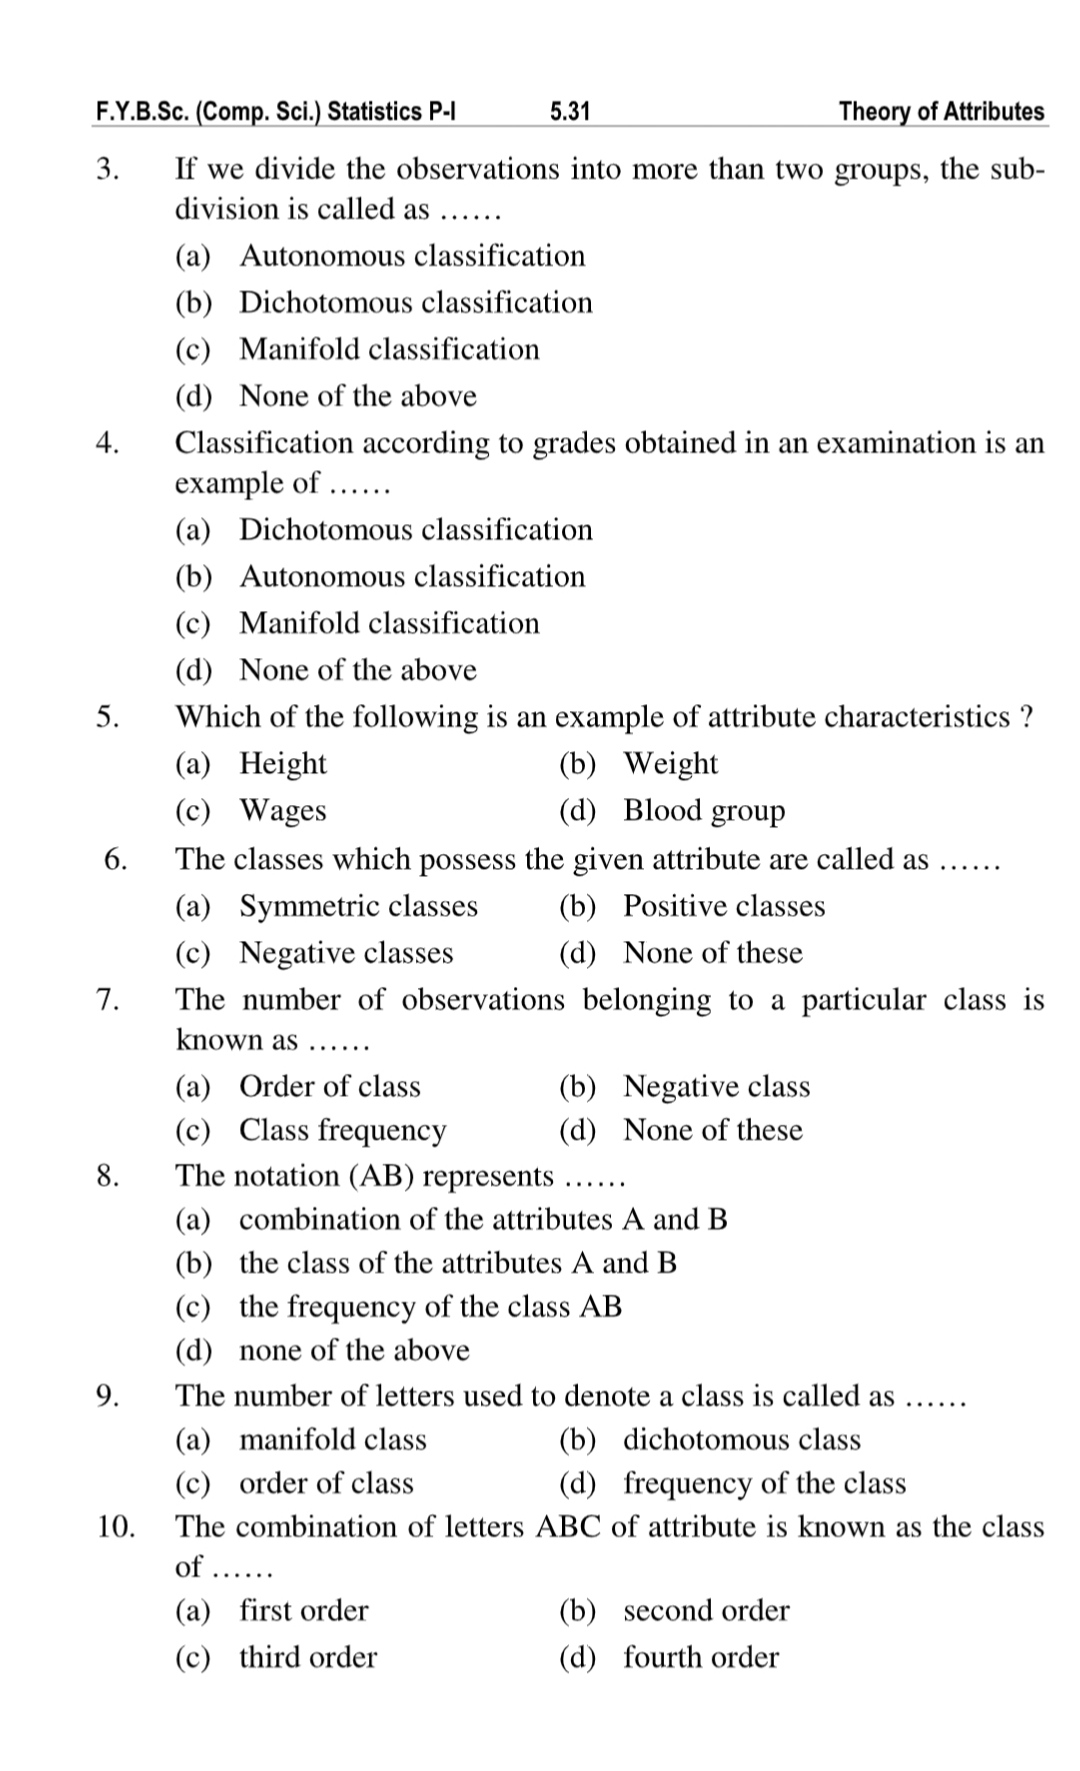 F.Y.B.Sc. (Comp. Sci.) Statistics P-I 5.31 Theory of Attributes
3. If we divide the observations into more than two groups, the sub-
division is called as ......
(a) Autonomous classification
(b) Dichotomous classification
(c) Manifold classification
(d) None of the above
4. Classification according to grades obtained in an examination is an
example of ......
(a) Dichotomous classification
(b) Autonomous classification
(c) Manifold classification
(d) None of the above
5. Which of the following is an example of attribute characteristics ?
(a) Height (b) Weight
(c) Wages (d) Blood group
6. The classes which possess the given attribute are called as ......
(a) Symmetric classes (b) Positive classes
(c) Negative classes (d) None of these
7. The number of observations belonging to a particular class is
known as ......
(a) Order of class (b) Negative class
(c) Class frequency (d) None of these
8. The notation (AB) represents ......
(a) combination of the attributes A and B
(b) the class of the attributes A and B
(c) the frequency of the class AB
(d) none of the above
9. The number of letters used to denote a class is called as ......
(a) manifold class (b) dichotomous class
(c) order of class (d) frequency of the class
10. The combination of letters ABC of attribute is known as the class
of ......
(a) first order (b) second order
(c) third order (d) fourth order